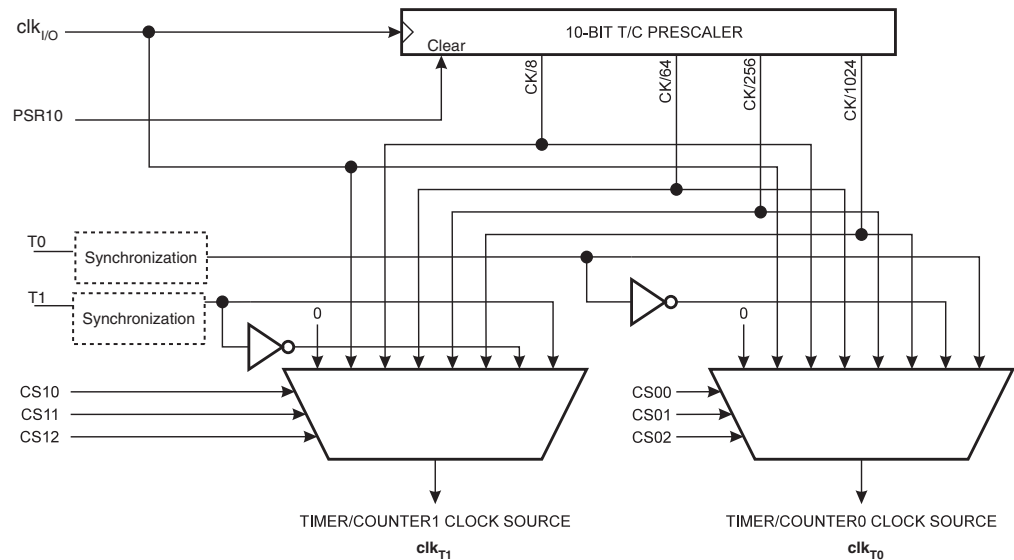 clkI/O
10-BIT T/C PRESCALER
Clear
CK/8
CK/64
CK/256
CK/1024
PSR10
T0
Synchronization
T1
Synchronization
0
0
CS10
CS11
CS12
CS00
CS01
CS02
TIMER/COUNTER1 CLOCK SOURCE
clkT1
TIMER/COUNTER0 CLOCK SOURCE
clkT0